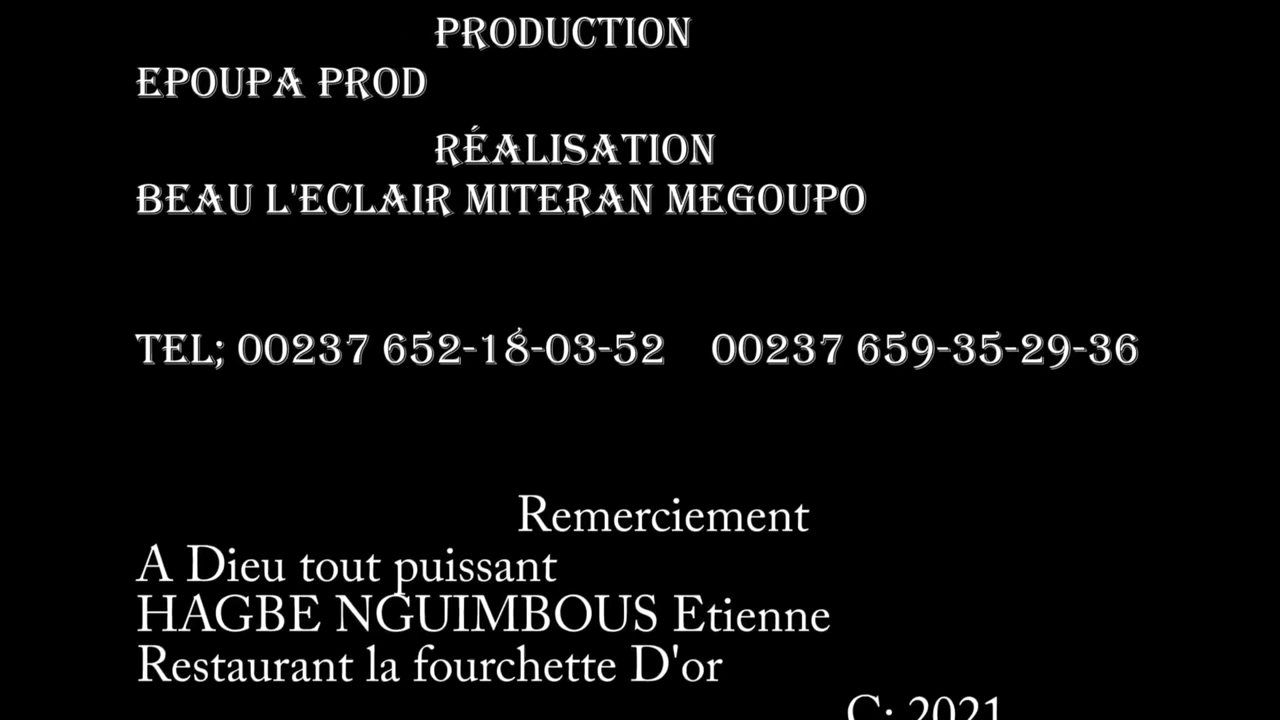 PRODUCTION
EPOUPA PROD
RÉALISATION
BEAU L'ECLAIR MITERAN MEGOUPO
TEL; 00237 652-18-03-52 00237 659-35-29-36
Remerciement
A Dieu tout puissant
HAGBE NGUIMBOUS Etienne
Restaurant la fourchette D'or
C: 2021